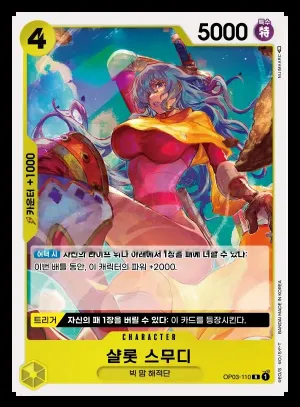 4
5000
특수
特
카운터 +1000
어택 시 자신의 라이프 위나 아래에서 1장을 패에 더할 수 있다:
이번 배틀 동안, 이 캐릭터의 파워 +2000.
트리거 자신의 패 1장을 버릴 수 있다: 이 카드를 등장시킨다.
CHARACTER
샬롯 스무디
빅 맘 해적단
OP03-110 R 1